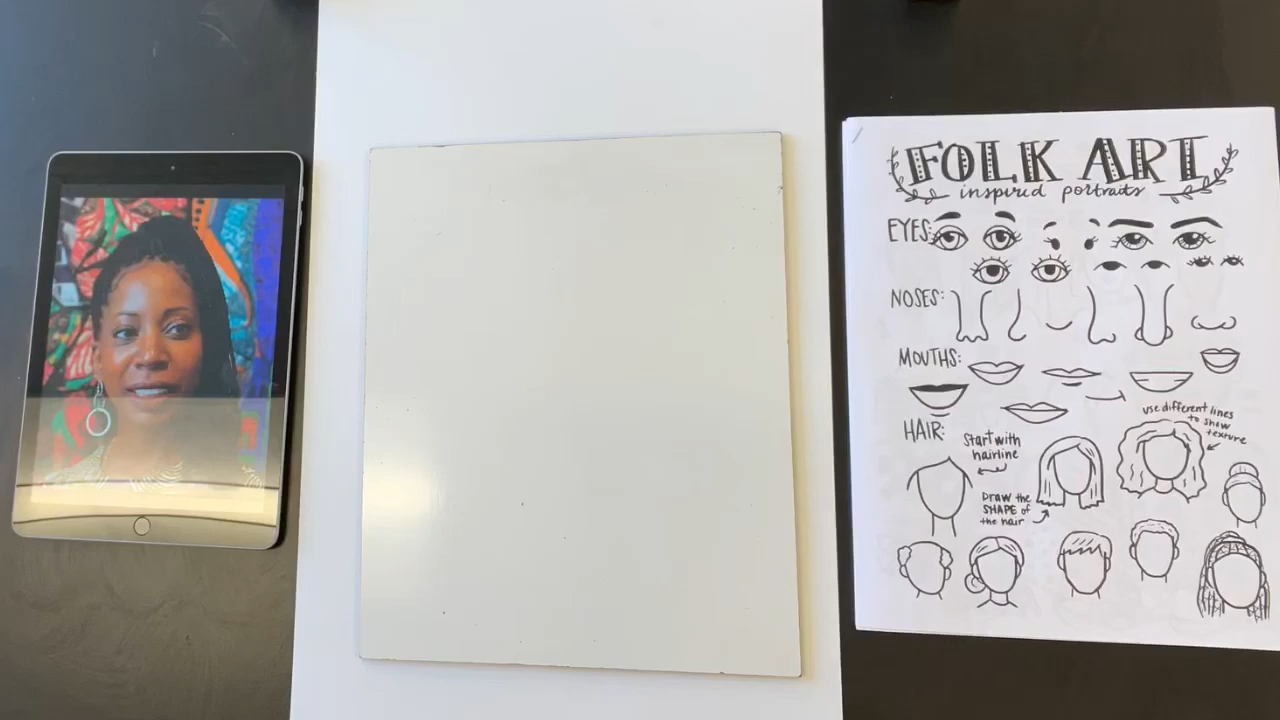 FOLK ART
inspired portraits
EYES:
NOSES:
MOUTHS:
HAIR:
use different lines
to show
texture
Start with
hairline
Draw the
SHAPE of
the hair